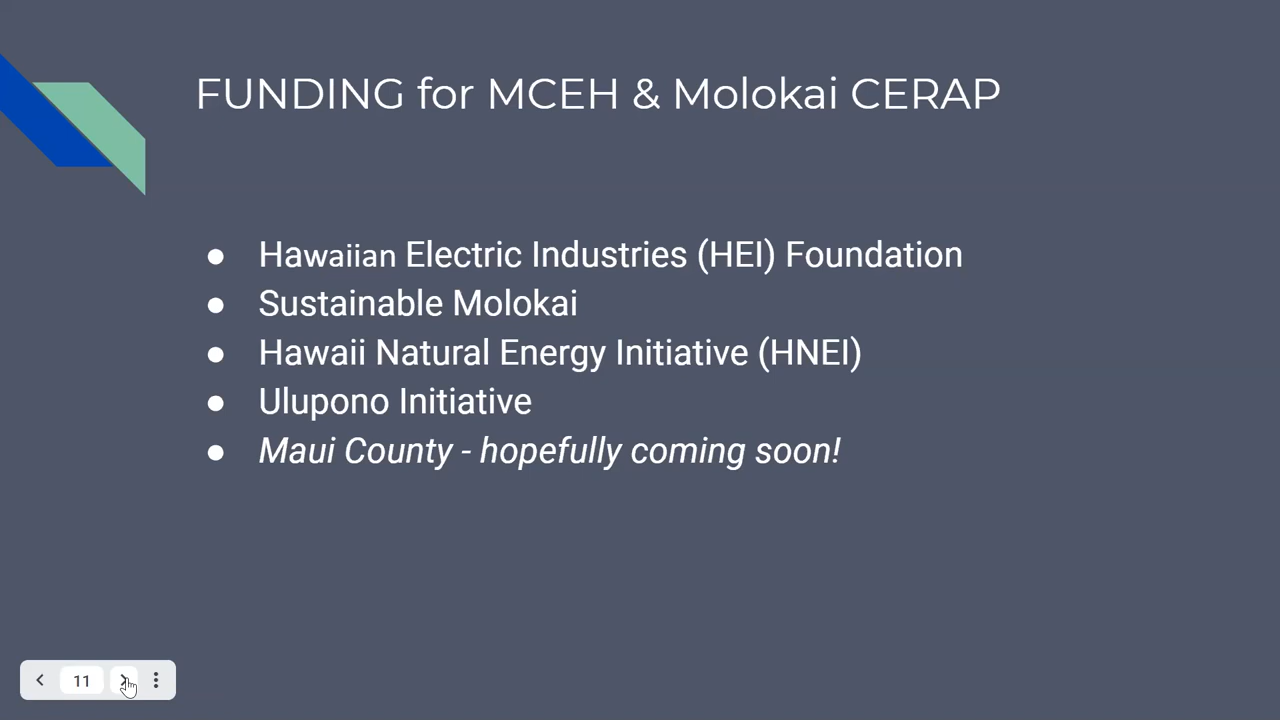 FUNDING for MCEH & Molokai CERAP
● Hawaiian Electric Industries (HEI) Foundation
● Sustainable Molokai
● Hawaii Natural Energy Initiative (HNEI)
● Ulupono Initiative
● Maui County - hopefully coming soon!
11